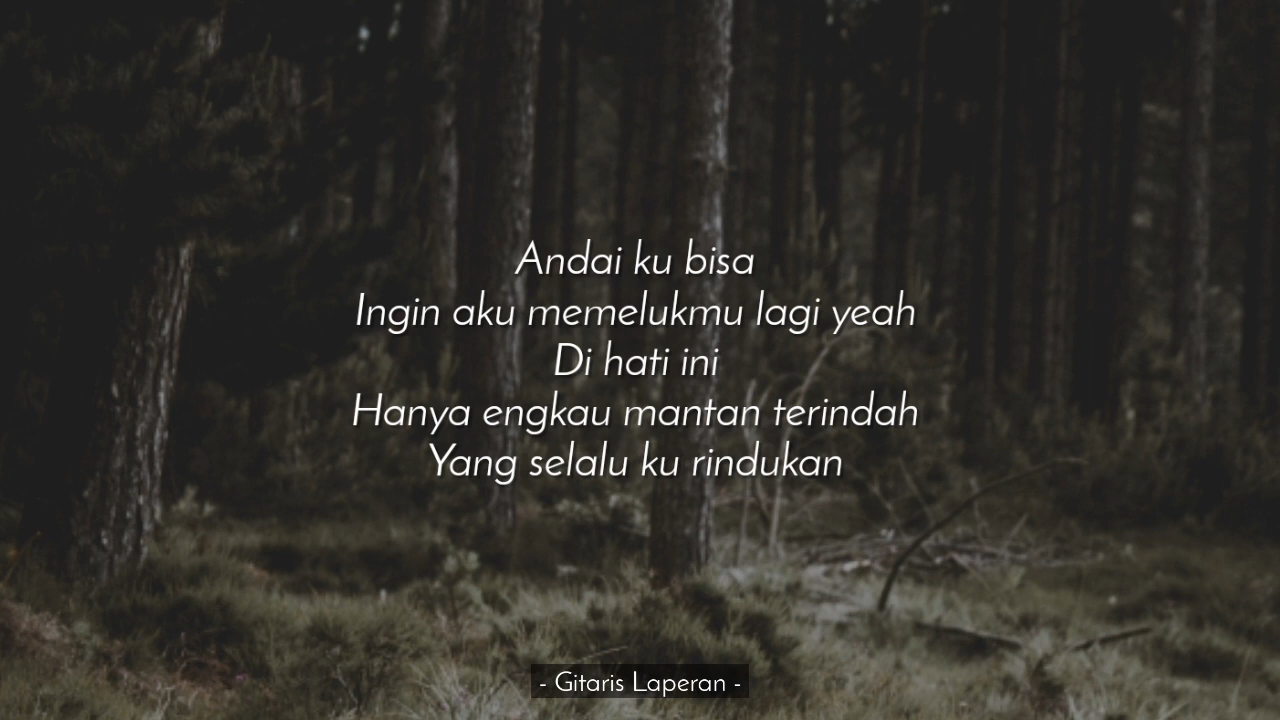 Andai ku bisa
Ingin aku memelukmu lagi yeah
Di hati ini
Hanya engkau mantan terindah
Yang selalu ku rindukan
- Gitaris Laperan -